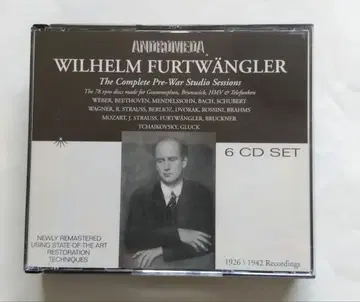 ANDROMEDA
WILHELM FURTWÄNGLER
The Complete Pre-War Studio Sessions
The 78 rpm discs made for Grammophon, Brunswick, HMV & Telefunken
WEBER, BEETHOVEN, MENDELSSOHN, BACH, SCHUBERT
WAGNER, R. STRAUSS, BERLIOZ, DVORAK, ROSSINI, BRAHMS
MOZART, J. STRAUSS, FURTWÄNGLER, BRUCKNER
TCHAIKOVSKY, GLUCK
6 CD SET
NEWLY REMASTERED
USING STATE OF THE ART
RESTORATION
TECHNIQUES
1926 \ 1942 Recordings